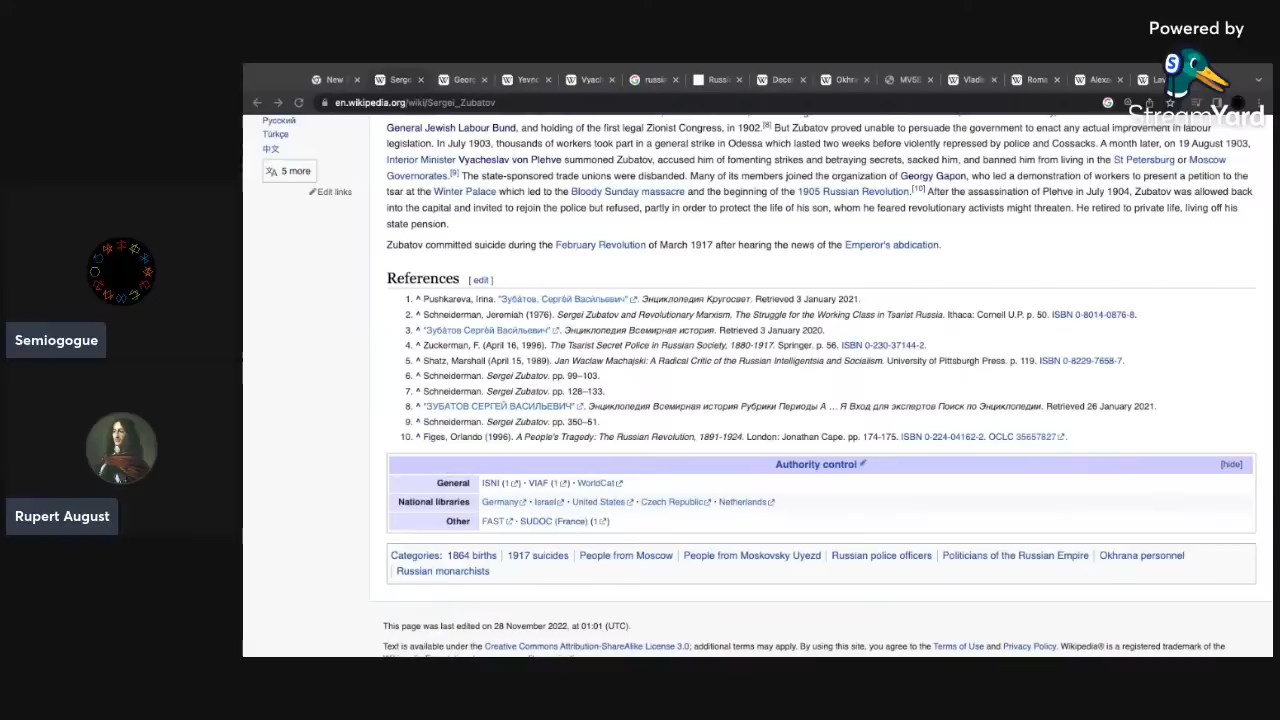 Powered by
StreamYard
New
Serge
Georg
Yevno
Vyach
russia
Russi
Dece
Okhra
MVSE
Vladi
Roma
Alexa
Lav
en.wikipedia.org/wiki/Sergei_Zubatov
Русский
Türkçe
中文
5 more
Edit links
General Jewish Labour Bund, and holding of the first legal Zionist Congress, in 1902.[8] But Zubatov proved unable to persuade the government to enact any actual improvement in labour
legislation. In July 1903, thousands of workers took part in a general strike in Odessa which lasted two weeks before violently repressed by police and Cossacks. A month later, on 19 August 1903,
Interior Minister Vyacheslav von Plehve summoned Zubatov, accused him of fomenting strikes and betraying secrets, sacked him, and banned him from living in the St Petersburg or Moscow
Governorates.[9] The state-sponsored trade unions were disbanded. Many of its members joined the organization of Georgy Gapon, who led a demonstration of workers to present a petition to the
tsar at the Winter Palace which led to the Bloody Sunday massacre and the beginning of the 1905 Russian Revolution.[10] After the assassination of Plehve in July 1904, Zubatov was allowed back
into the capital and invited to rejoin the police but refused, partly in order to protect the life of his son, whom he feared revolutionary activists might threaten. He retired to private life, living off his
state pension.
Zubatov committed suicide during the February Revolution of March 1917 after hearing the news of the Emperor's abdication.
References [ edit ]
1. ^ Pushkareva, Irina. "Зуба́тов, Серге́й Васи́льевич". Энциклопедия Кругосвет. Retrieved 3 January 2021.
2. ^ Schneiderman, Jeremiah (1976). Sergei Zubatov and Revolutionary Marxism, The Struggle for the Working Class in Tsarist Russia. Ithaca: Cornell U.P. p. 50. ISBN 0-8014-0876-8.
3. ^ "Зуба́тов Серге́й Васи́льевич". Энциклопедия Всемирная история. Retrieved 3 January 2020.
4. ^ Zuckerman, F. (April 16, 1996). The Tsarist Secret Police in Russian Society, 1880-1917. Springer. p. 56. ISBN 0-230-37144-2.
5. ^ Shatz, Marshall (April 15, 1989). Jan Waclaw Machajski: A Radical Critic of the Russian Intelligentsia and Socialism. University of Pittsburgh Press. p. 119. ISBN 0-8229-7658-7.
6. ^ Schneiderman. Sergei Zubatov. pp. 99–103.
7. ^ Schneiderman. Sergei Zubatov. pp. 128–133.
8. ^ "ЗУБАТОВ СЕРГЕЙ ВАСИЛЬЕВИЧ". Энциклопедия Всемирная история Рубрики Периоды А ... Я Вход для экспертов Поиск по Энциклопедии. Retrieved 26 January 2021.
9. ^ Schneiderman. Sergei Zubatov. pp. 350–51.
10. ^ Figes, Orlando (1996). A People's Tragedy: The Russian Revolution, 1891-1924. London: Jonathan Cape. pp. 174-175. ISBN 0-224-04162-2. OCLC 35657827.
Authority control [hide]
General ISNI (1) · VIAF (1) · WorldCat
National libraries Germany · Israel · United States · Czech Republic · Netherlands
Other FAST · SUDOC (France) (1)
Categories: 1864 births | 1917 suicides | People from Moscow | People from Moskovsky Uyezd | Russian police officers | Politicians of the Russian Empire | Okhrana personnel
| Russian monarchists
This page was last edited on 28 November 2022, at 01:01 (UTC).
Text is available under the Creative Commons Attribution-ShareAlike License 3.0; additional terms may apply. By using this site, you agree to the Terms of Use and Privacy Policy. Wikipedia® is a registered trademark of the
Semiogogue
Rupert August